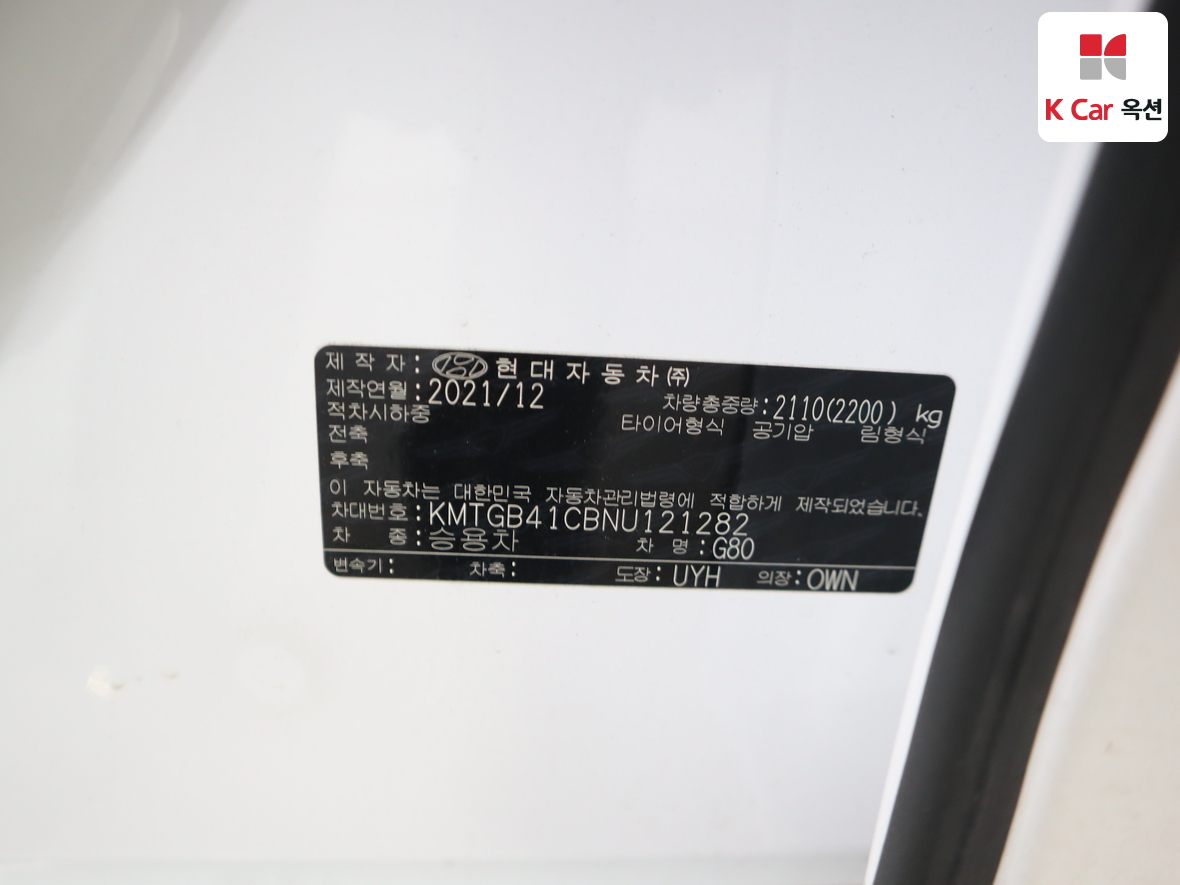 K Car 옥션
제 작 자 : 현 대 자 동 차 ㈜
제작연월 : 2021/12 차량총중량 : 2110(2200) kg
적차시하중 타이어형식 공기압 림형식
전축
후축
이 자동차는 대한민국 자동차관리법령에 적합하게 제작되었습니다.
차대번호 : KMTGB41CBNU121282
차 종 : 승용차 차 명 : G80
변속기 : 차축 : 도장 : UYH 의장 : OWN